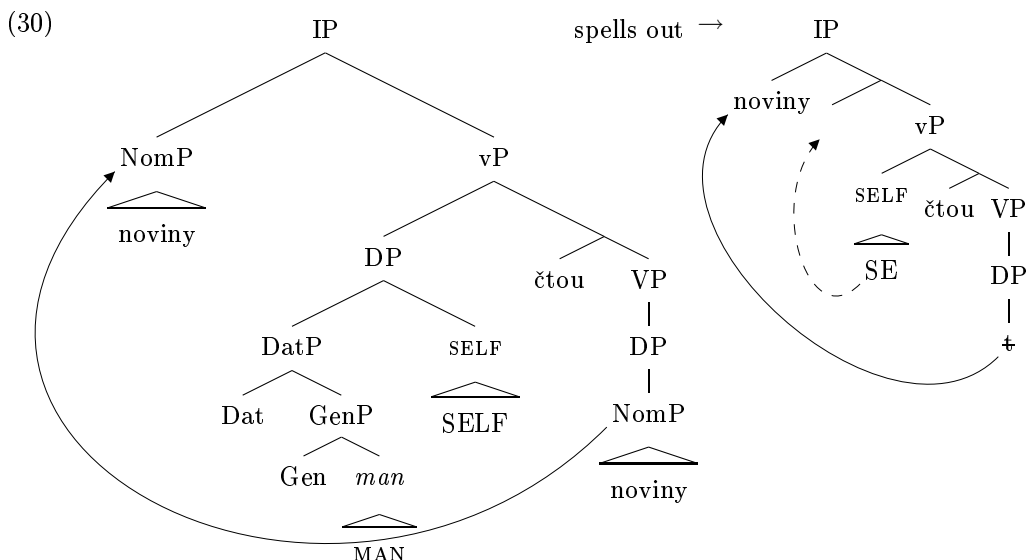 (30)
IP
spells out →
IP
noviny
vP
NomP
vP
noviny
SELF
čtou
VP
DP
čtou
VP
SE
DP
DatP
SELF
DP
t
Dat
GenP
SELF
NomP
Gen
man
noviny
MAN